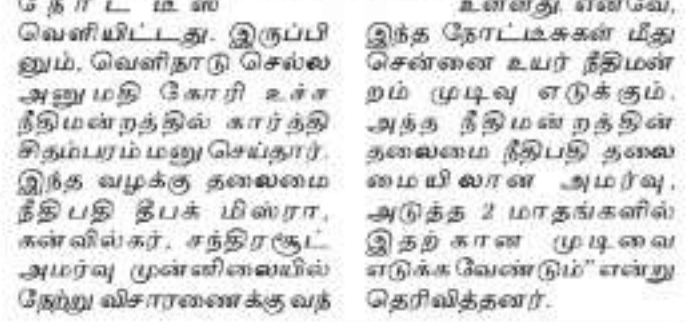 நோட்டீஸ்
வெளியிட்டது. இருப்பி
னும், வெளிநாடு செல்ல
அனுமதி கோரி உச்ச
நீதிமன்றத்தில் கார்த்தி
சிதம்பரம் மனு செய்தார்.
இந்த வழக்கு தலைமை
நீதிபதி தீபக் மிஸ்ரா,
கன்வில்கர், சந்திரசூட்
அமர்வு முன்னிலையில்
நேற்று விசாரணைக்கு வந்
உள்ளது. எனவே,
இந்த நோட்டீசுகள் மீது
சென்னை உயர் நீதிமன்
றம் முடிவு எடுக்கும்.
அந்த நீதிமன்றத்தின்
தலைமை நீதிபதி தலை
மையிலான அமர்வு,
அடுத்த 2 மாதங்களில்
இதற்கான முடிவை
எடுக்க வேண்டும்" என்று
தெரிவித்தனர்.